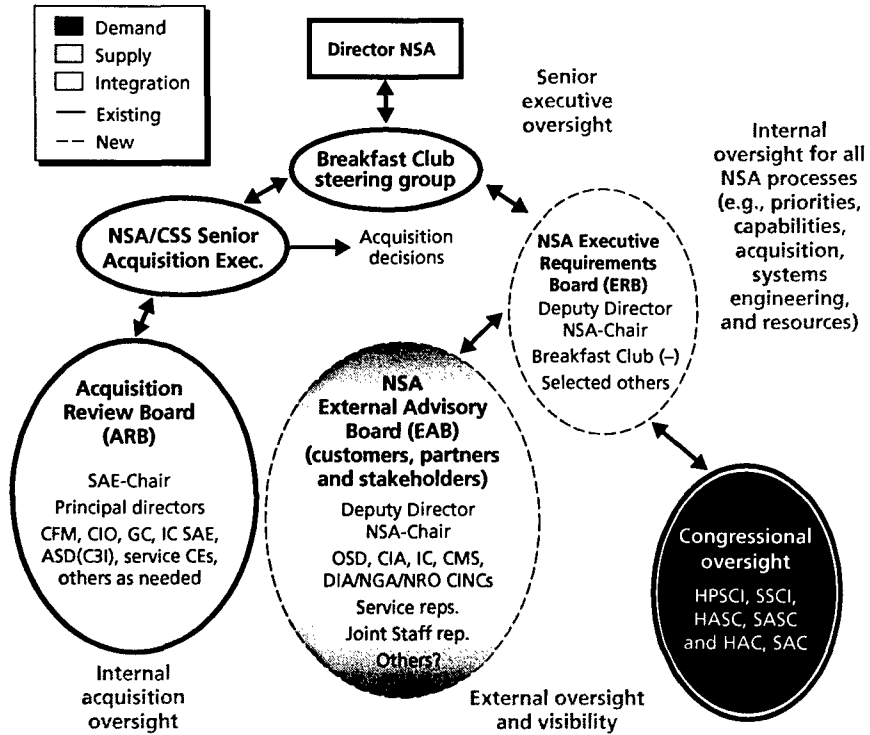 Demand
Supply
Integration
Existing
New
Director NSA
Senior
executive
oversight
Breakfast Club
steering group
Internal
oversight for all
NSA processes
(e.g., priorities,
capabilities,
acquisition,
systems
engineering,
and resources)
NSA/CSS Senior
Acquisition Exec.
Acquisition
decisions
NSA Executive
Requirements
Board (ERB)
Deputy Director
NSA-Chair
Breakfast Club (–)
Selected others
Acquisition
Review Board
(ARB)
SAE-Chair
Principal directors
CFM, CIO, GC, IC SAE,
ASD(C3I), service CEs,
others as needed
NSA
External Advisory
Board (EAB)
(customers, partners
and stakeholders)
Deputy Director
NSA-Chair
OSD, CIA, IC, CMS,
DIA/NGA/NRO CINCs
Service reps.
Joint Staff rep.
Others?
Congressional
oversight
HPSCI, SSCI,
HASC, SASC
and HAC, SAC
Internal
acquisition
oversight
External oversight
and visibility